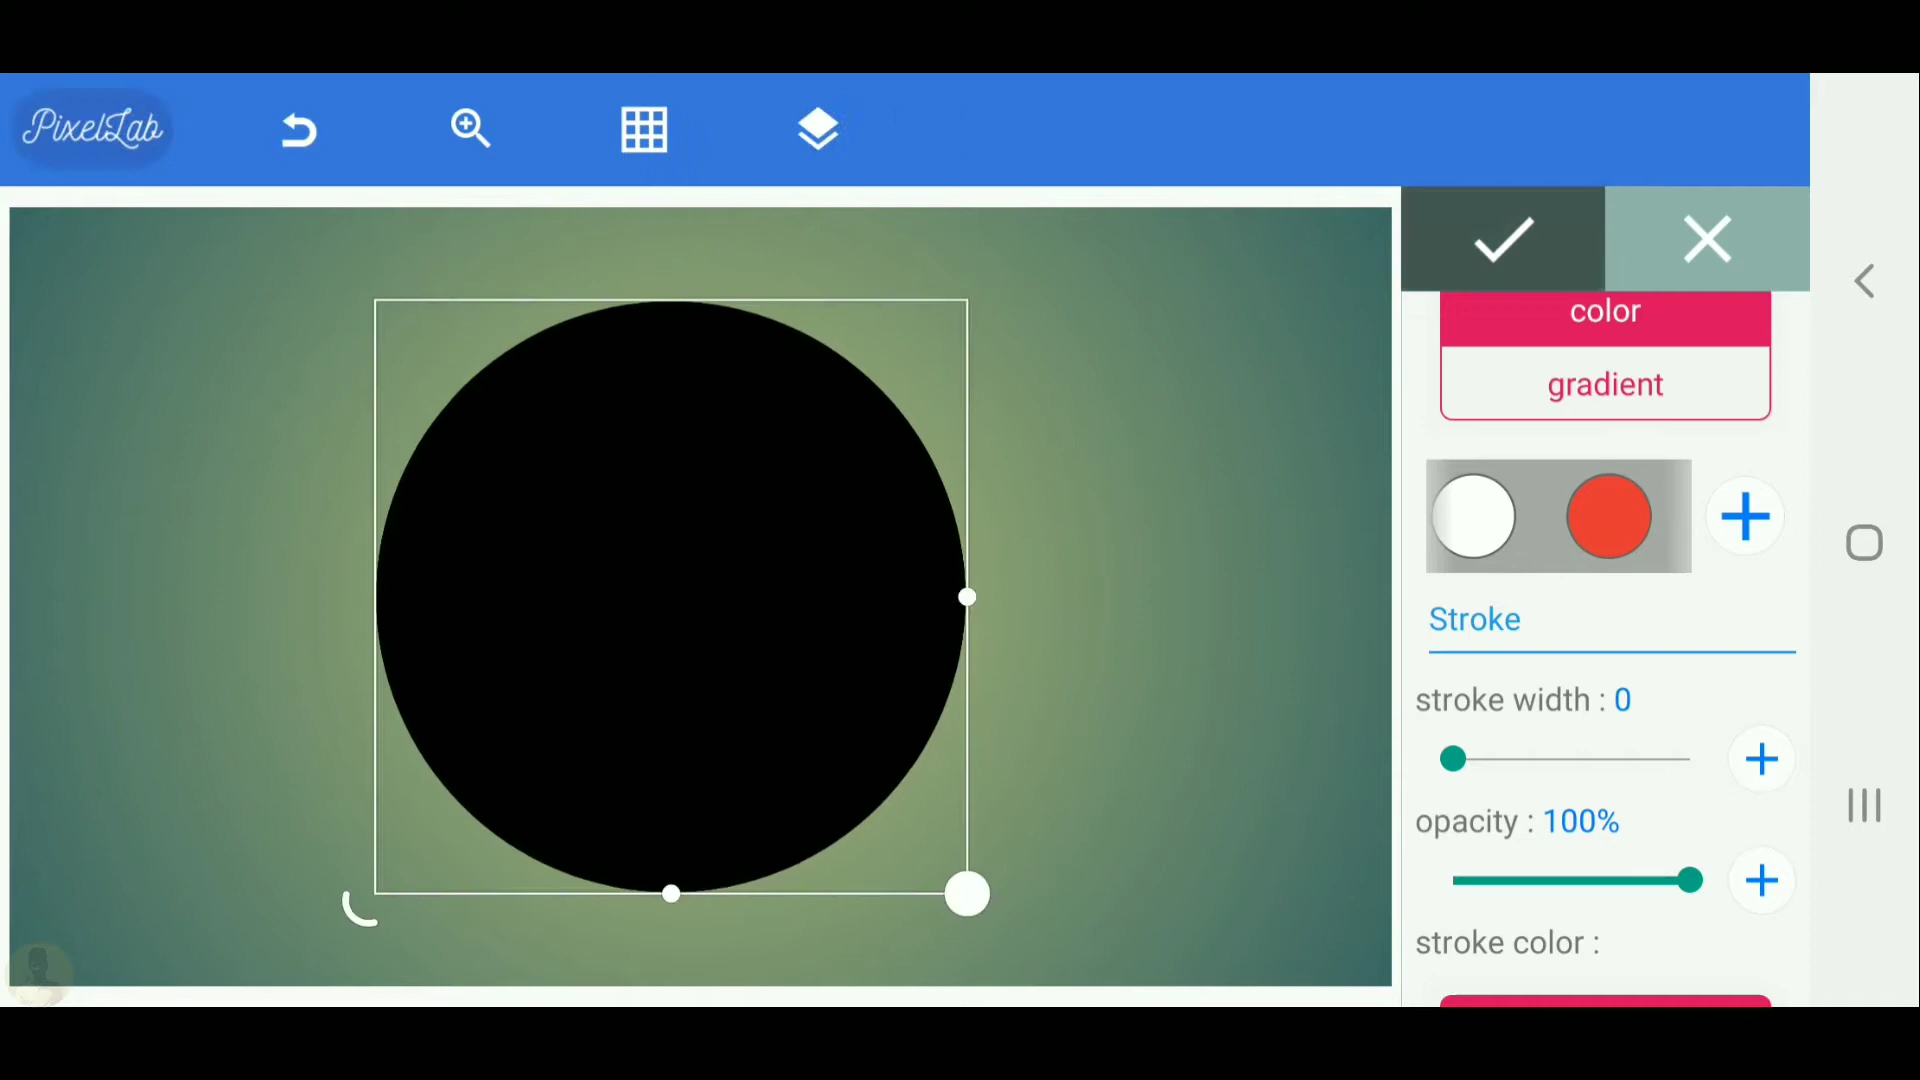 PixelLab
color
gradient
Stroke
stroke width : 0
opacity : 100%
stroke color :